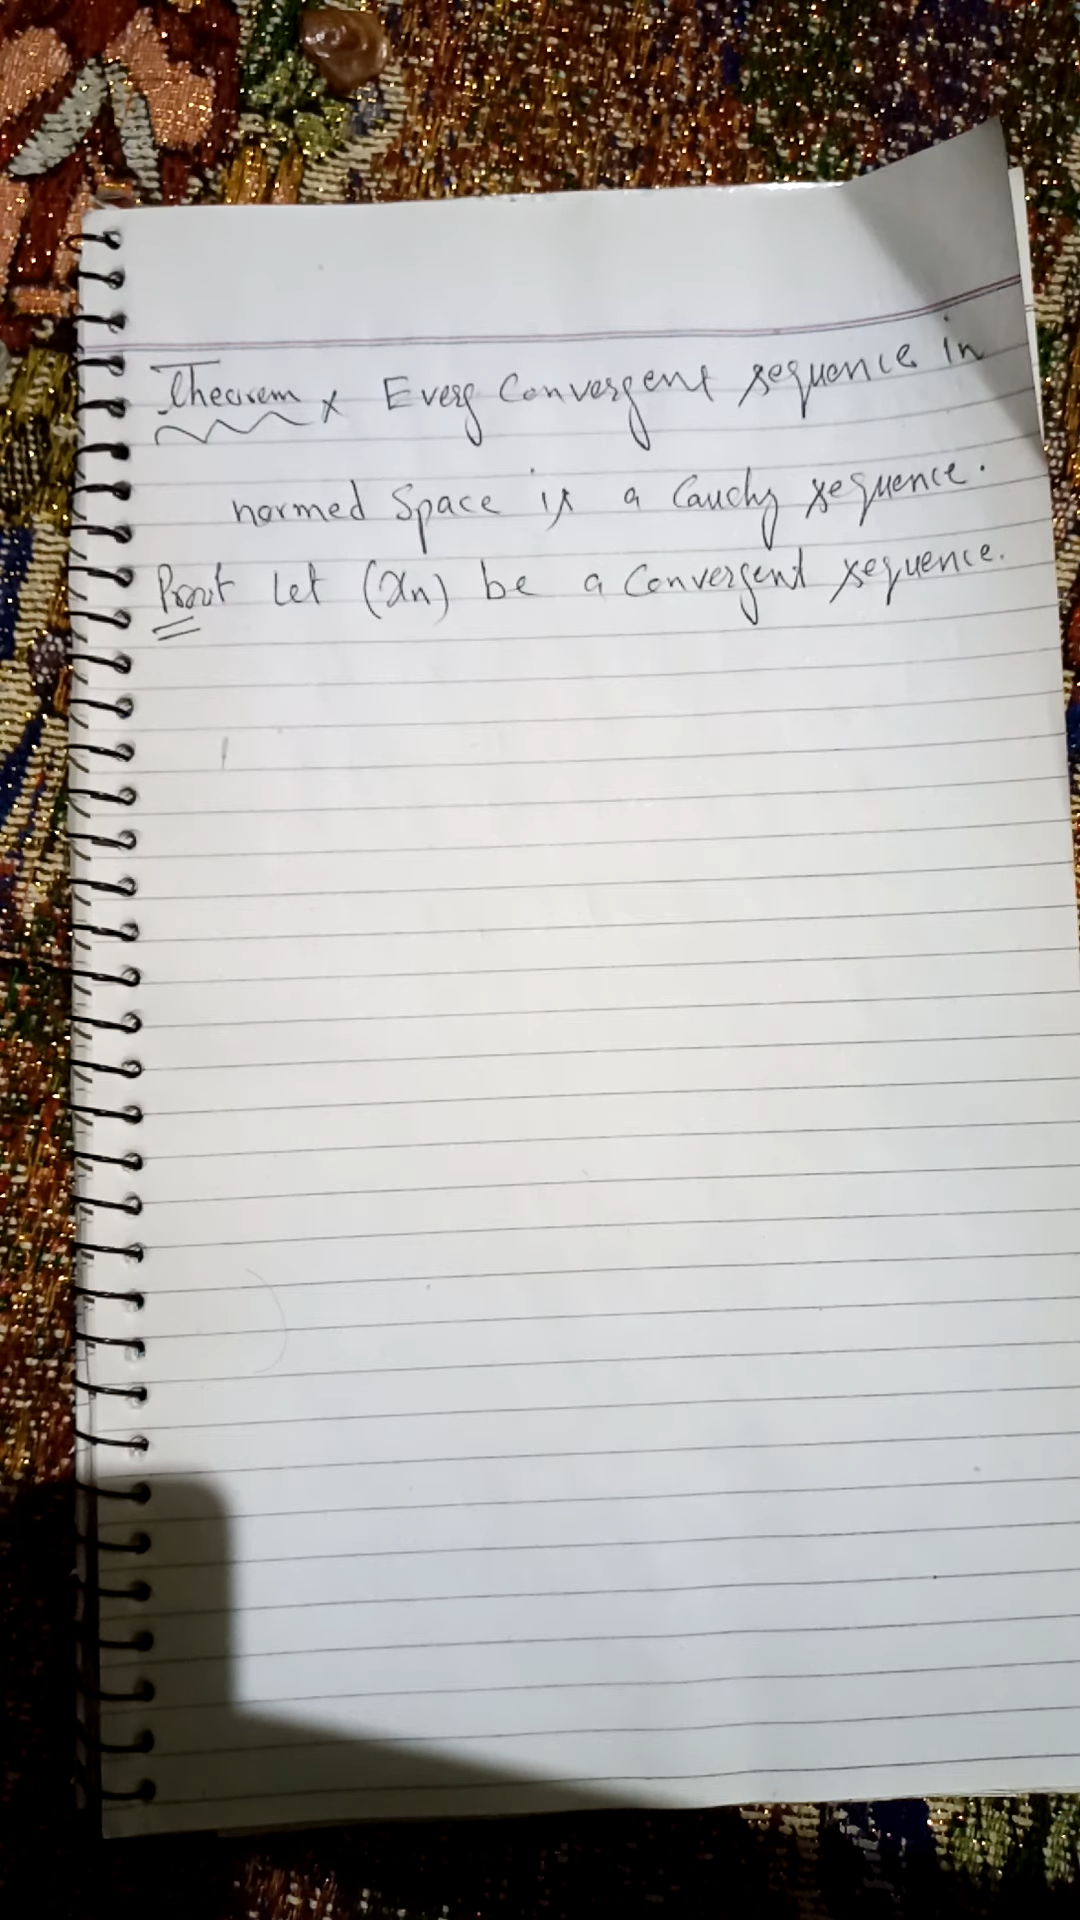 Theorem x Every Convergent sequence in
normed Space is a Cauchy sequence.
Proof Let (xn) be a Convergent sequence.